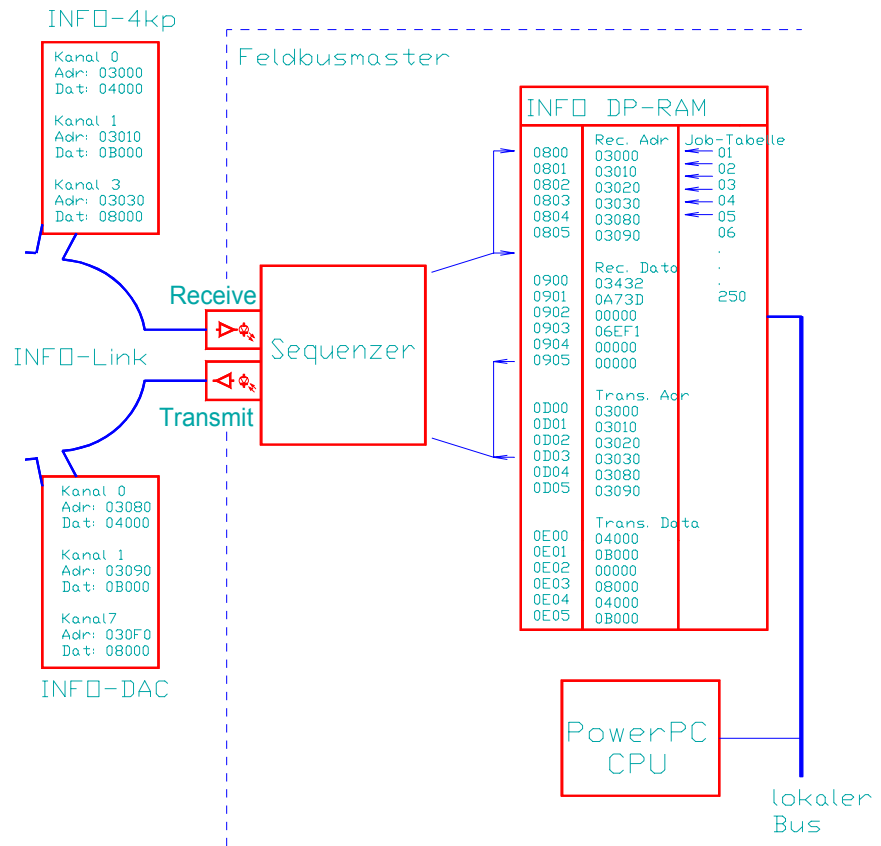 INFO-4kp
Kanal 0
Adr: 03000
Dat: 04000
Kanal 1
Adr: 03010
Dat: 0B000
Kanal 3
Adr: 03030
Dat: 08000
Feldbusmaster
Receive
INFO-Link
Transmit
Sequenzer
Kanal 0
Adr: 03080
Dat: 04000
Kanal 1
Adr: 03090
Dat: 0B000
Kanal7
Adr: 030F0
Dat: 08000
INFO-DAC
INFO DP-RAM
Rec. Adr Job-Tabelle
0800 03000 01
0801 03010 02
0802 03020 03
0803 03030 04
0804 03080 05
0805 03090 06
.
Rec. Data .
0900 03432 .
0901 0A73D 250
0902 00000
0903 06EF1
0904 00000
0905 00000
Trans. Adr
0D00 03000
0D01 03010
0D02 03020
0D03 03030
0D04 03080
0D05 03090
Trans. Data
0E00 04000
0E01 0B000
0E02 00000
0E03 08000
0E04 04000
0E05 0B000
PowerPC
CPU
lokaler
Bus